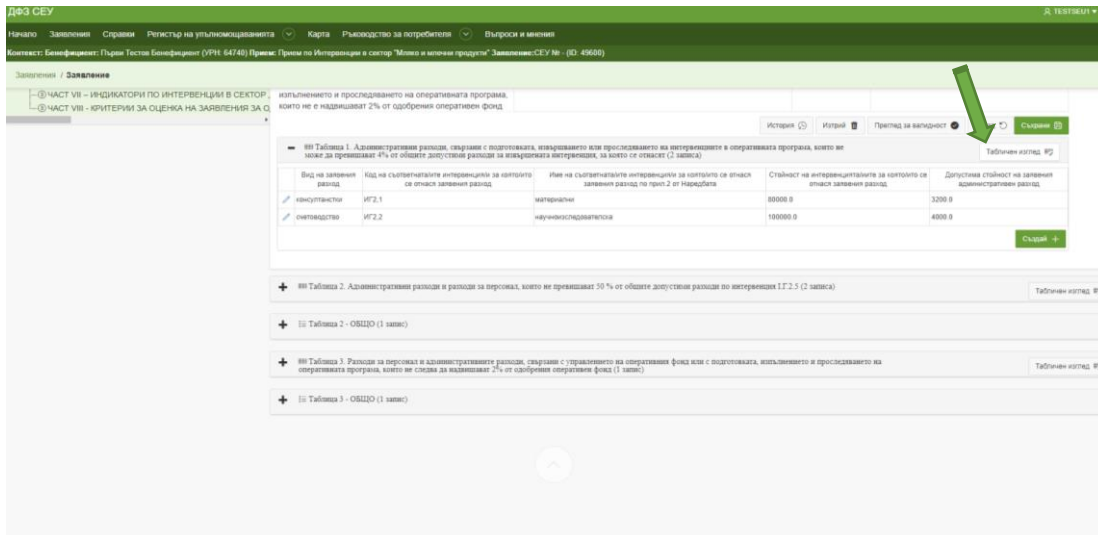 ДФЗ СЕУ
TESTSEU1
Начало Заявления Справки Регистър на упълномощаванията Карта Ръководство за потребителя Въпроси и мнения
Контекст: Бенефициент: Първи Тестов Бенефициент (УРН: 64740) Прием: Прием по Интервенции в сектор "Мляко и млечни продукти" Заявление:СЕУ № - (ID: 49600)
Заявления / Заявление
ЧАСТ VII – ИНДИКАТОРИ ПО ИНТЕРВЕНЦИИ В СЕКТОР
ЧАСТ VIII - КРИТЕРИИ ЗА ОЦЕНКА НА ЗАЯВЛЕНИЯ ЗА О
изпълнението и проследяването на оперативната програма,
които не е надвишават 2% от одобрения оперативен фонд
История Изтрий Преглед за валидност Съхрани
Таблица 1. Административни разходи, свързани с подготовката, извършването или проследяването на интервенциите в оперативната програма, които не
може да превишават 4% от общите допустими разходи за извършената интервенция, за която се отнасят (2 записа)
Табличен изглед
Вид на заявения
разход
Код на съответната/ите интервенция/ии за която/ито
се отнася заявения разход
Име на съответната/ите интервенция/ии за която/ито се отнася
заявения разход по прил.2 от Наредбата
Стойност на интервенцията/ите за която/ито се
отнася заявения разход
Допустима стойност на заявения
административен разход
консултантски ИГ2,1 материални 80000.0 3200.0
счетоводство ИГ2,2 научноизследователска 100000.0 4000.0
Създай +
Таблица 2. Административни разходи и разходи за персонал, които не превишават 50 % от общите допустими разходи по интервенция І.Г.2.5 (2 записа)
Табличен изглед
Таблица 2 - ОБЩО (1 запис)
Таблица 3. Разходи за персонал и административните разходи, свързани с управлението на оперативния фонд или с подготовката, изпълнението и проследяването на
оперативната програма, които не следва да надвишават 2% от одобрения оперативен фонд (1 запис)
Табличен изглед
Таблица 3 - ОБЩО (1 запис)